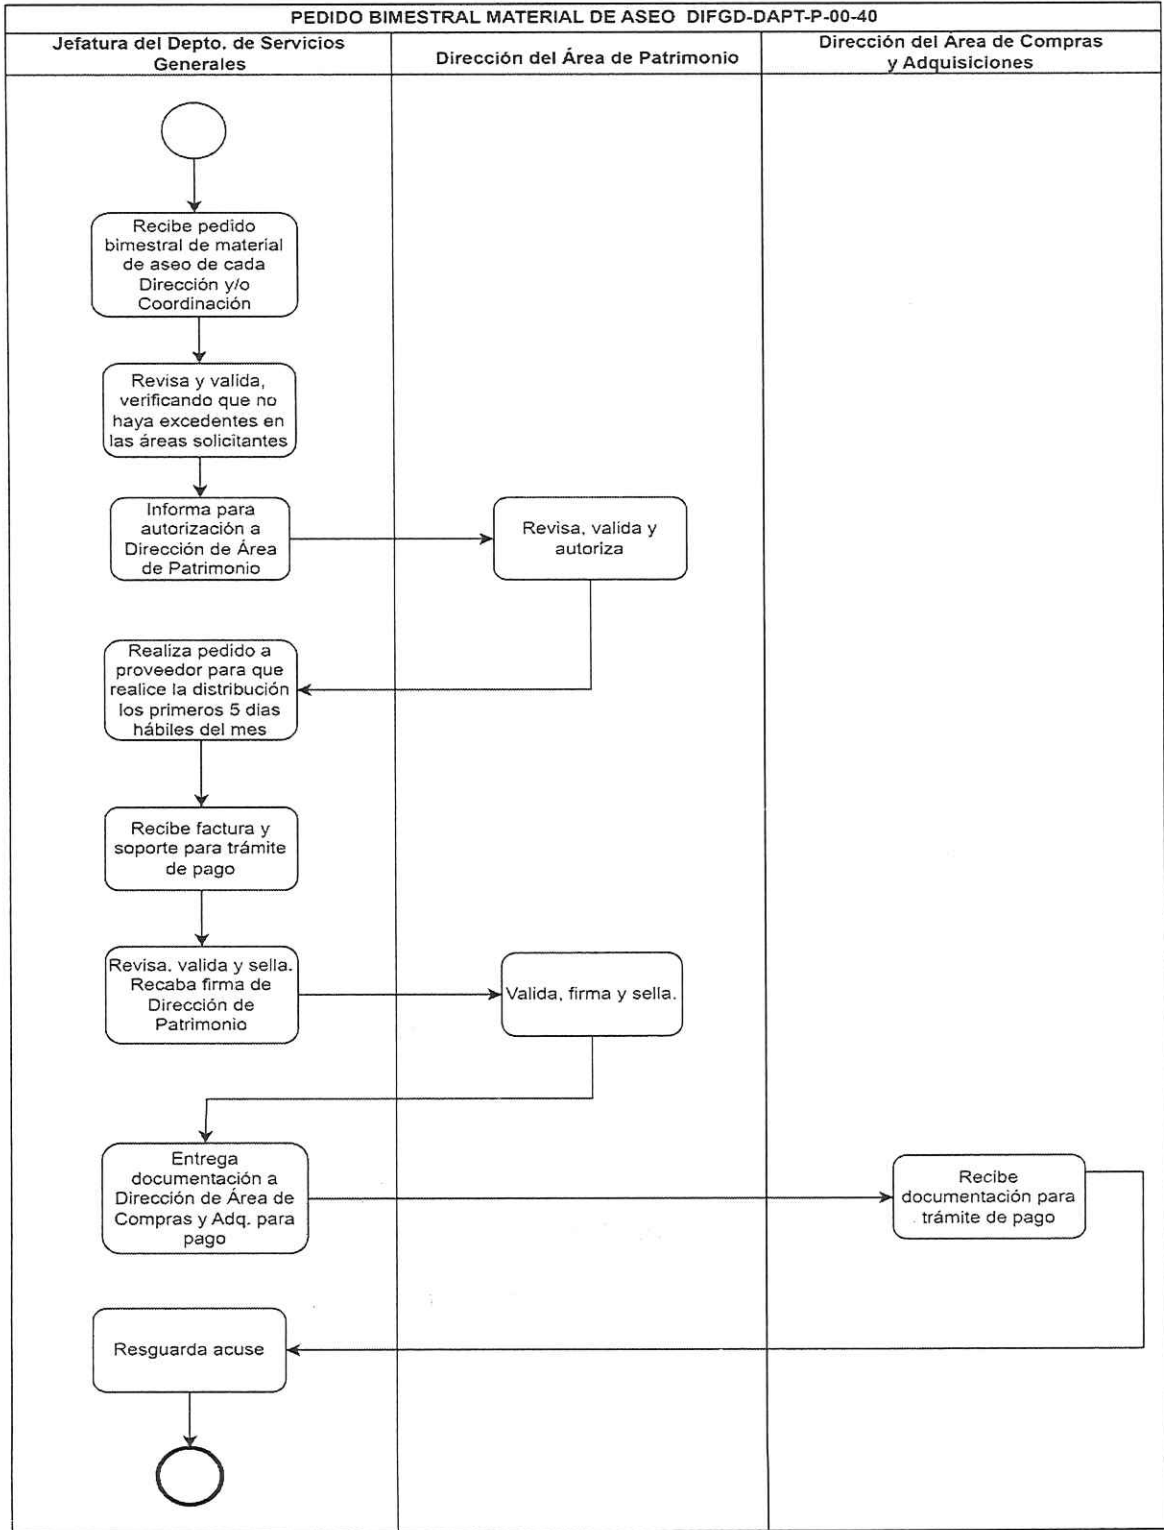 PEDIDO BIMESTRAL MATERIAL DE ASEO DIFGD-DAPT-P-00-40
Jefatura del Depto. de Servicios
Generales
Dirección del Área de Patrimonio
Dirección del Área de Compras
y Adquisiciones
Recibe pedido
bimestral de material
de aseo de cada
Dirección y/o
Coordinación
Revisa y valida,
verificando que no
haya excedentes en
las áreas solicitantes
Informa para
autorización a
Dirección de Área
de Patrimonio
Revisa, valida y
autoriza
Realiza pedido a
proveedor para que
realice la distribución
los primeros 5 dias
hábiles del mes
Recibe factura y
soporte para trámite
de pago
Revisa. valida y sella.
Recaba firma de
Dirección de
Patrimonio
Valida, firma y sella.
Entrega
documentación a
Dirección de Área de
Compras y Adq. para
pago
Recibe
documentación para
trámite de pago
Resguarda acuse